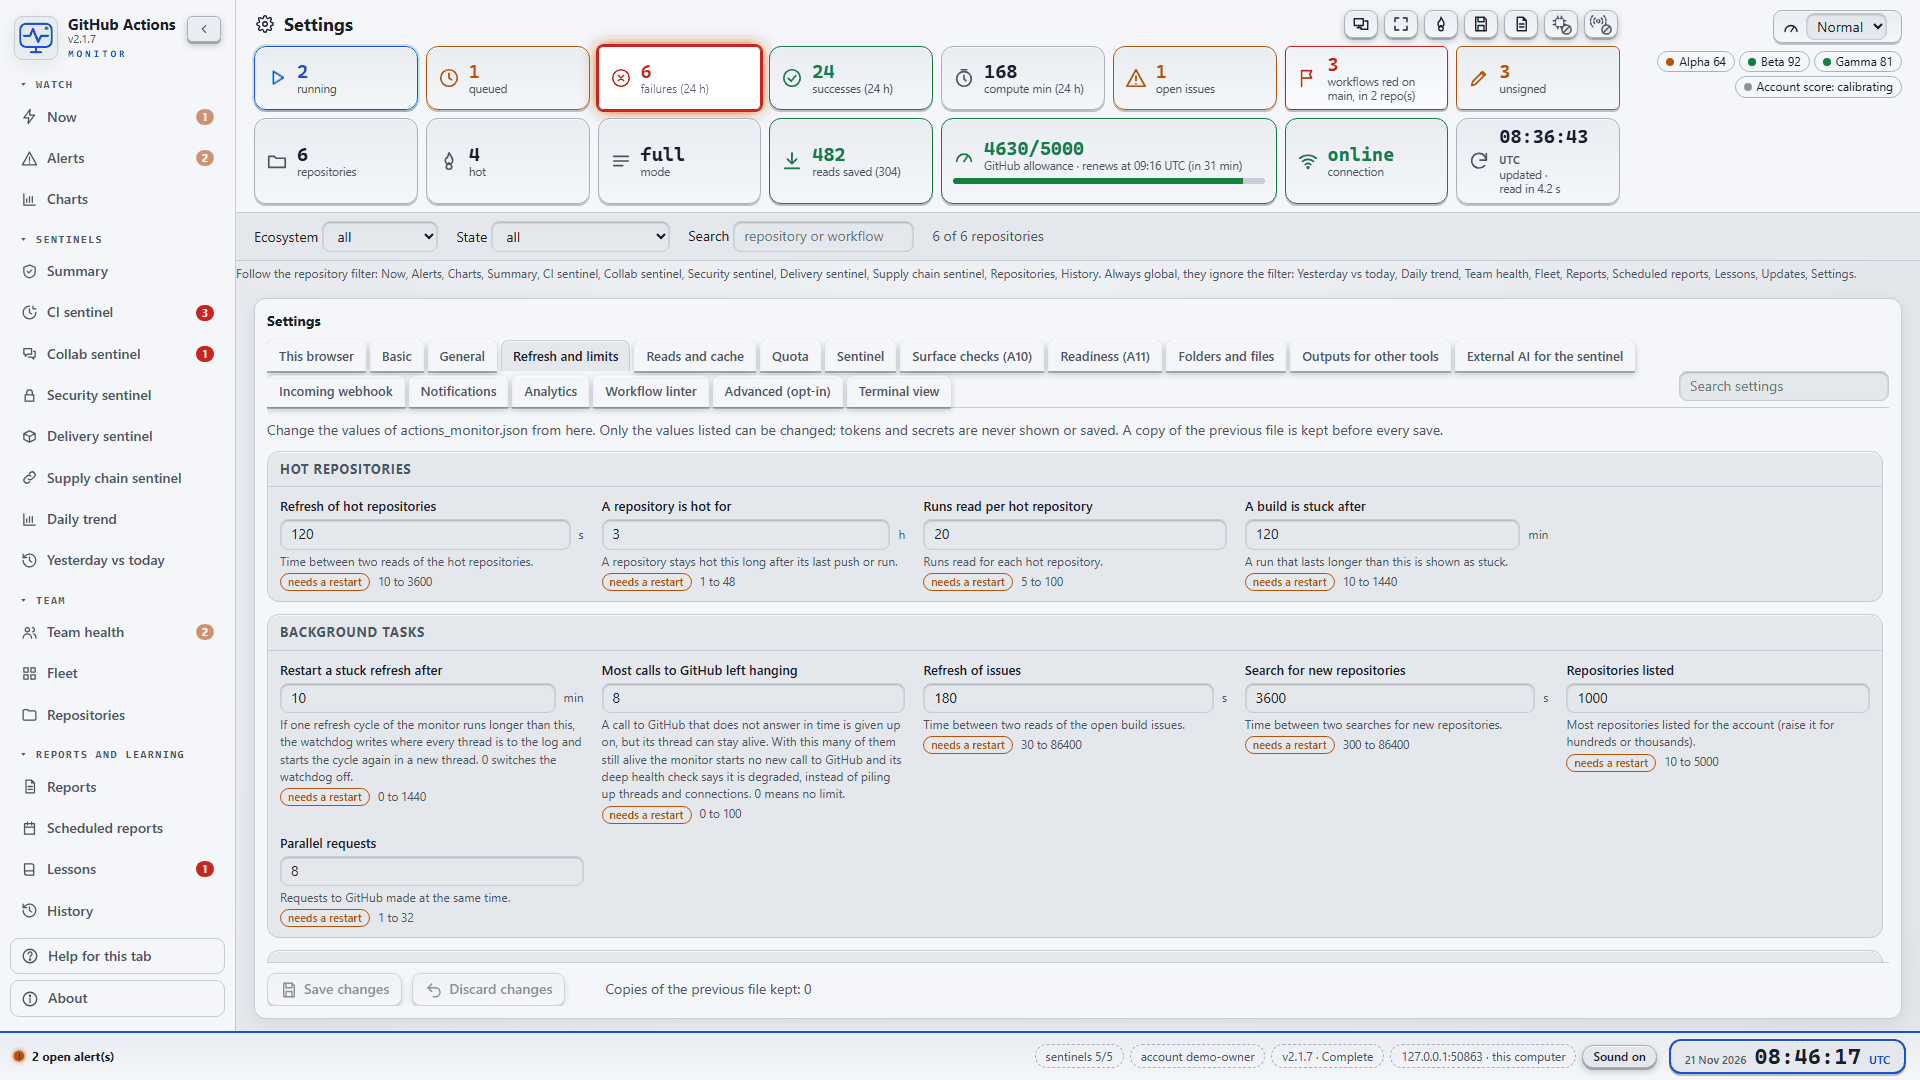 GitHub Actions
v2.1.7
MONITOR
WATCH
Now 1
Alerts 2
Charts
SENTINELS
Summary
CI sentinel 3
Collab sentinel 1
Security sentinel
Delivery sentinel
Supply chain sentinel
Daily trend
Yesterday vs today
TEAM
Team health 2
Fleet
Repositories
REPORTS AND LEARNING
Reports
Scheduled reports
Lessons 1
History
Help for this tab
About
Settings
Normal
Alpha 64 Beta 92 Gamma 81
Account score: calibrating
2
running
1
queued
6
failures (24 h)
24
successes (24 h)
168
compute min (24 h)
1
open issues
3
workflows red on
main, in 2 repo(s)
3
unsigned
6
repositories
4
hot
full
mode
482
reads saved (304)
4630/5000
GitHub allowance · renews at 09:16 UTC (in 31 min)
online
connection
08:36:43
UTC
updated ·
read in 4.2 s
Ecosystem all State all Search repository or workflow 6 of 6 repositories
Follow the repository filter: Now, Alerts, Charts, Summary, CI sentinel, Collab sentinel, Security sentinel, Delivery sentinel, Supply chain sentinel, Repositories, History. Always global, they ignore the filter: Yesterday vs today, Daily trend, Team health, Fleet, Reports, Scheduled reports, Lessons, Updates, Settings.
Settings
This browser Basic General Refresh and limits Reads and cache Quota Sentinel Surface checks (A10) Readiness (A11) Folders and files Outputs for other tools External AI for the sentinel
Incoming webhook Notifications Analytics Workflow linter Advanced (opt-in) Terminal view
Search settings
Change the values of actions_monitor.json from here. Only the values listed can be changed; tokens and secrets are never shown or saved. A copy of the previous file is kept before every save.
HOT REPOSITORIES
Refresh of hot repositories
120 s
Time between two reads of the hot repositories.
needs a restart 10 to 3600
A repository is hot for
3 h
A repository stays hot this long after its last push or run.
needs a restart 1 to 48
Runs read per hot repository
20
Runs read for each hot repository.
needs a restart 5 to 100
A build is stuck after
120 min
A run that lasts longer than this is shown as stuck.
needs a restart 10 to 1440
BACKGROUND TASKS
Restart a stuck refresh after
10 min
If one refresh cycle of the monitor runs longer than this,
the watchdog writes where every thread is to the log and
starts the cycle again in a new thread. 0 switches the
watchdog off.
needs a restart 0 to 1440
Most calls to GitHub left hanging
8
A call to GitHub that does not answer in time is given up
on, but its thread can stay alive. With this many of them
still alive the monitor starts no new call to GitHub and its
deep health check says it is degraded, instead of piling
up threads and connections. 0 means no limit.
needs a restart 0 to 100
Refresh of issues
180 s
Time between two reads of the open build issues.
needs a restart 30 to 86400
Search for new repositories
3600 s
Time between two searches for new repositories.
needs a restart 300 to 86400
Repositories listed
1000
Most repositories listed for the account (raise it for
hundreds or thousands).
needs a restart 10 to 5000
Parallel requests
8
Requests to GitHub made at the same time.
needs a restart 1 to 32
Save changes Discard changes Copies of the previous file kept: 0
2 open alert(s)
sentinels 5/5 account demo-owner v2.1.7 · Complete 127.0.0.1:50863 · this computer Sound on 21 Nov 2026 08:46:17 UTC